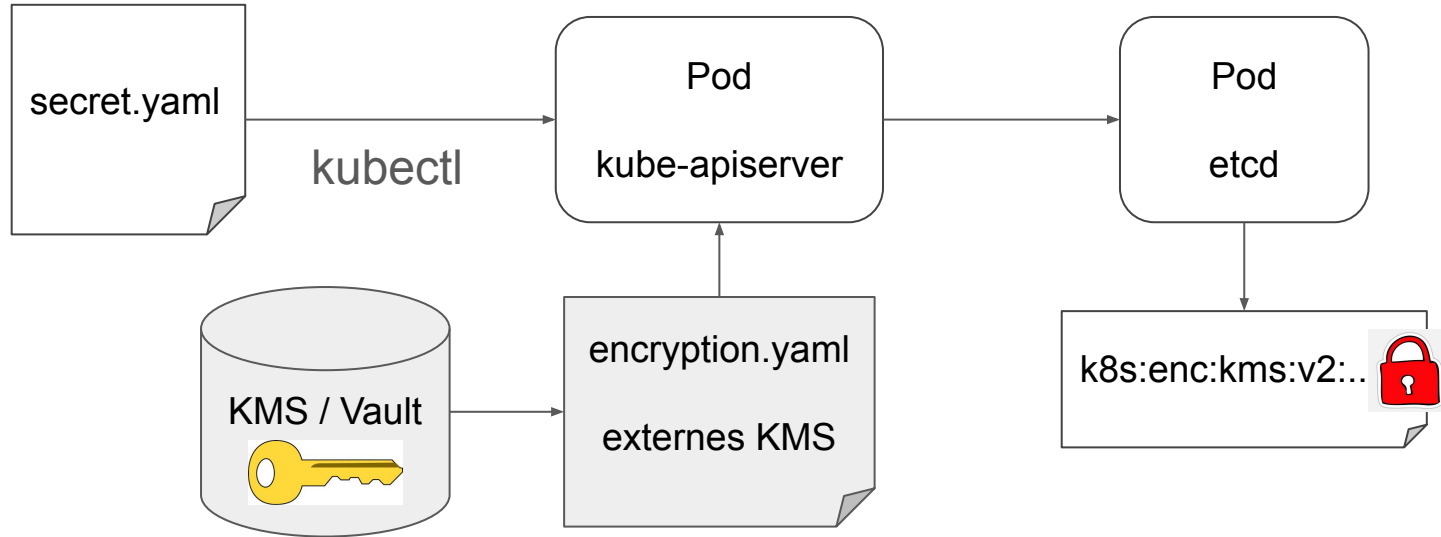 secret.yaml
kubectl
Pod
kube-apiserver
Pod
etcd
KMS / Vault
encryption.yaml
externes KMS
k8s:enc:kms:v2:..